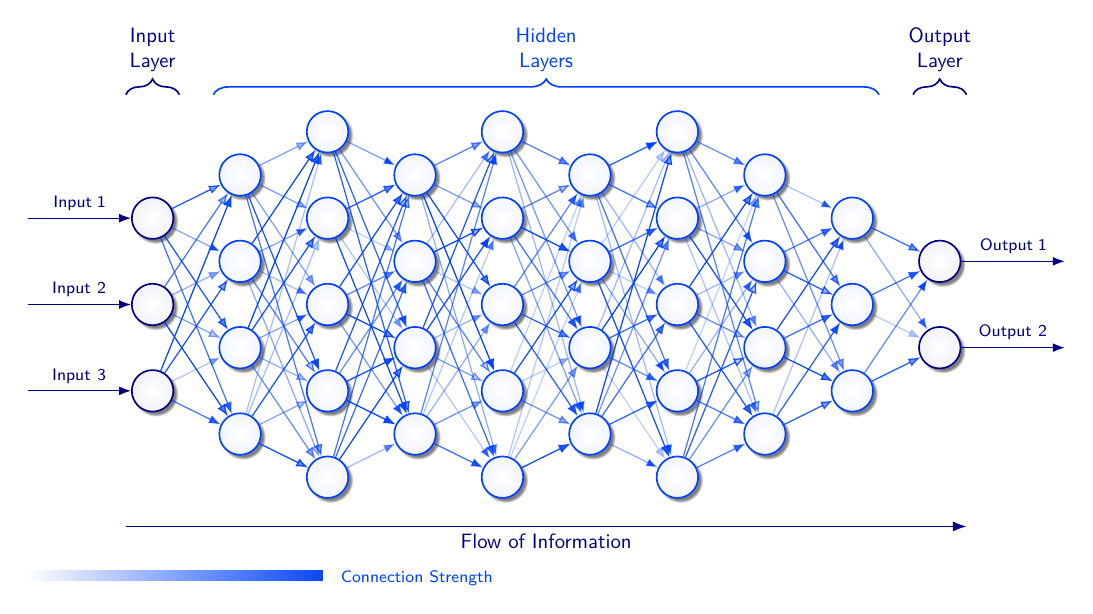 Input
Layer
Hidden
Layers
Output
Layer
Input 1
Input 2
Input 3
Output 1
Output 2
Flow of Information
Connection Strength